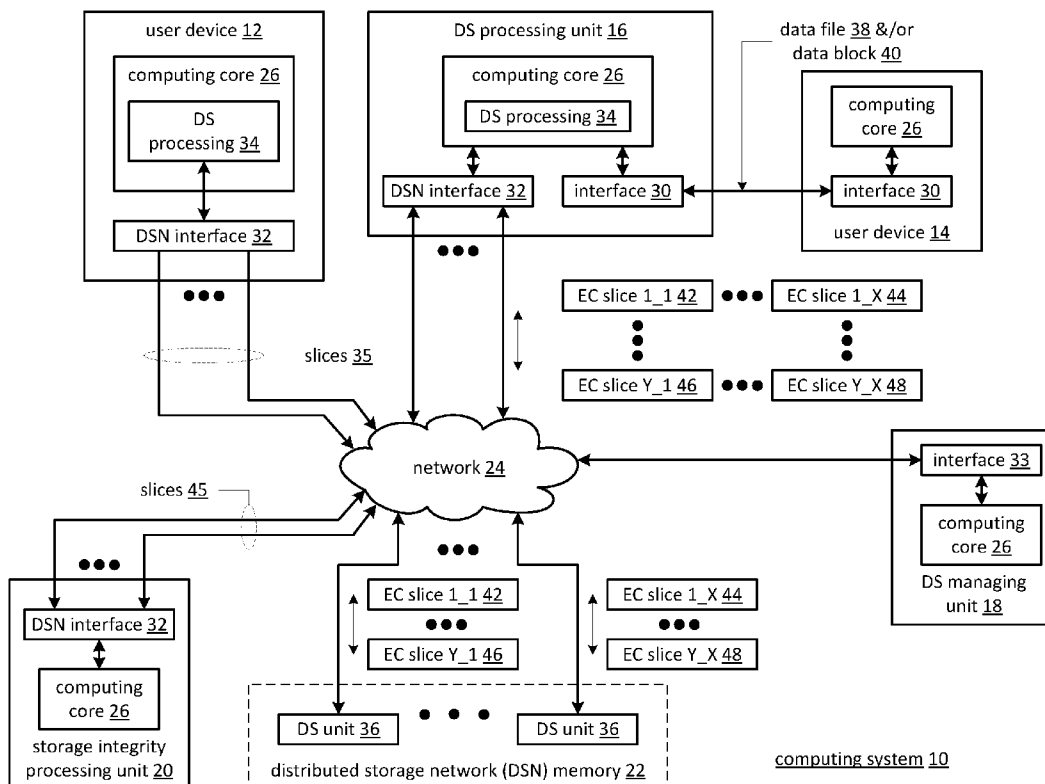 user device 12
computing core 26
DS
processing 34
DSN interface 32
DS processing unit 16
computing core 26
DS processing 34
DSN interface 32
interface 30
data file 38 &/or
data block 40
computing
core 26
interface 30
user device 14
slices 35
EC slice 1_1 42
EC slice 1_X 44
EC slice Y_1 46
EC slice Y_X 48
network 24
interface 33
computing
core 26
DS managing
unit 18
slices 45
DSN interface 32
computing
core 26
storage integrity
processing unit 20
EC slice 1_1 42
EC slice Y_1 46
EC slice 1_X 44
EC slice Y_X 48
DS unit 36
DS unit 36
distributed storage network (DSN) memory 22
computing system 10